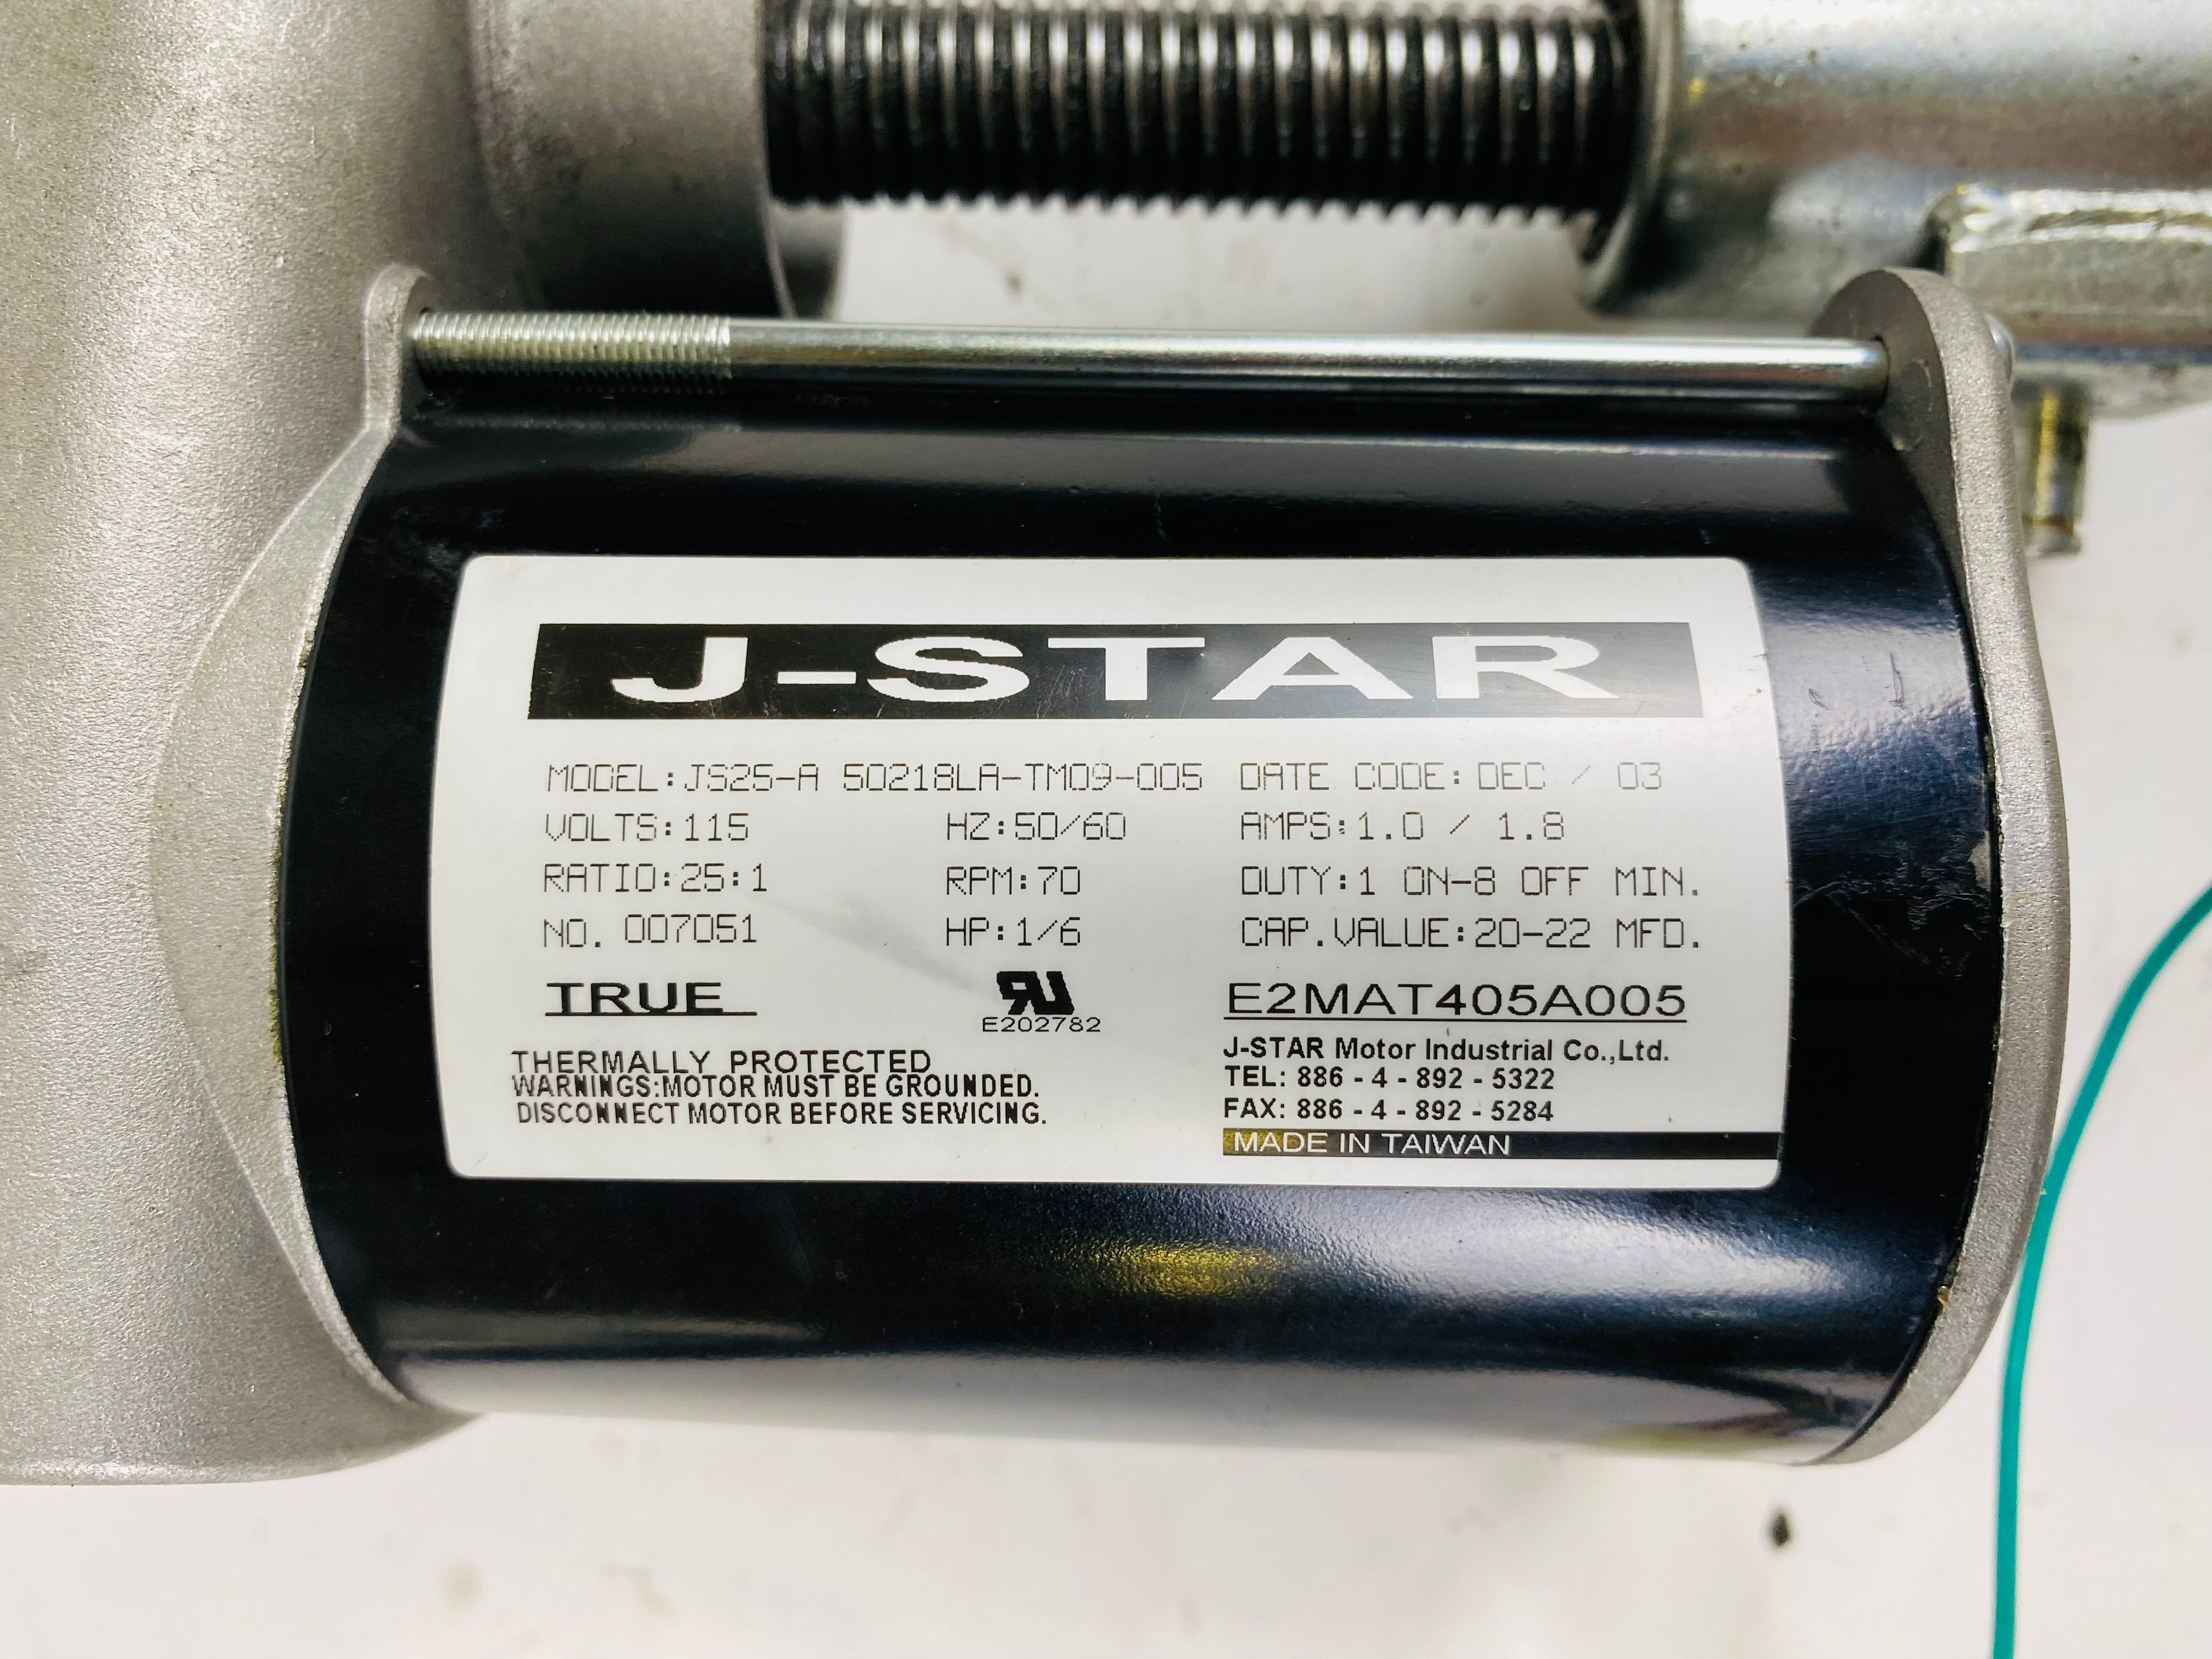 J-STAR
MODEL:JS25-A 50218LA-TM09-005 DATE CODE: DEC / 03
VOLTS:115 HZ:50/60 AMPS:1.0 / 1.8
RATIO:25:1 RPM:70 DUTY:1 ON-8 OFF MIN.
NO. 007051 HP:1/6 CAP.VALUE:20-22 MFD.
TRUE RU E2MAT405A005
E202782
THERMALLY PROTECTED
WARNINGS:MOTOR MUST BE GROUNDED.
DISCONNECT MOTOR BEFORE SERVICING.
J-STAR Motor Industrial Co.,Ltd.
TEL: 886 - 4 - 892 - 5322
FAX: 886 - 4 - 892 - 5284
MADE IN TAIWAN